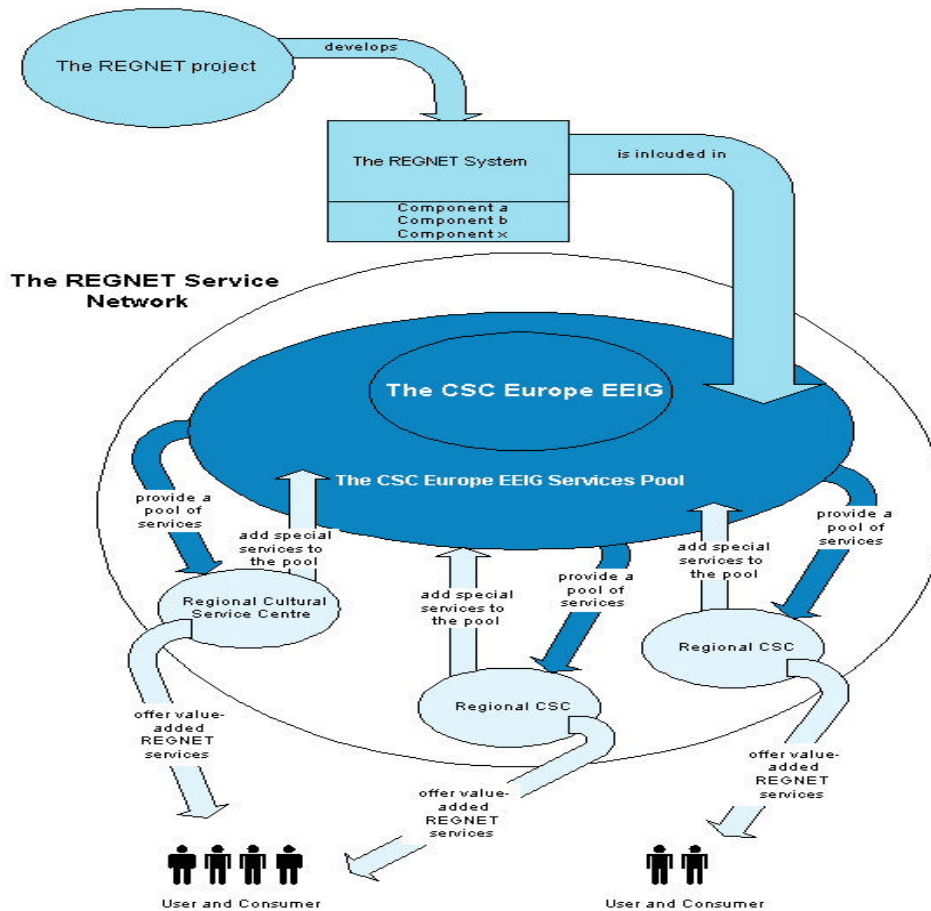 The REGNET project
develops
The REGNET System
Component a
Component b
Component x
is inlcuded in
The REGNET Service
Network
The CSC Europe EEIG
The CSC Europe EEIG Services Pool
provide a
pool of
services
add special
services to
the pool
Regional Cultural
Service Centre
add special
services to
the pool
provide a
pool of
services
add special
services to
the pool
provide a
pool of
services
Regional CSC
Regional CSC
offer value-
added
REGNET
services
offer value-
added
REGNET
services
offer value-
added
REGNET
services
User and Consumer
User and Consumer